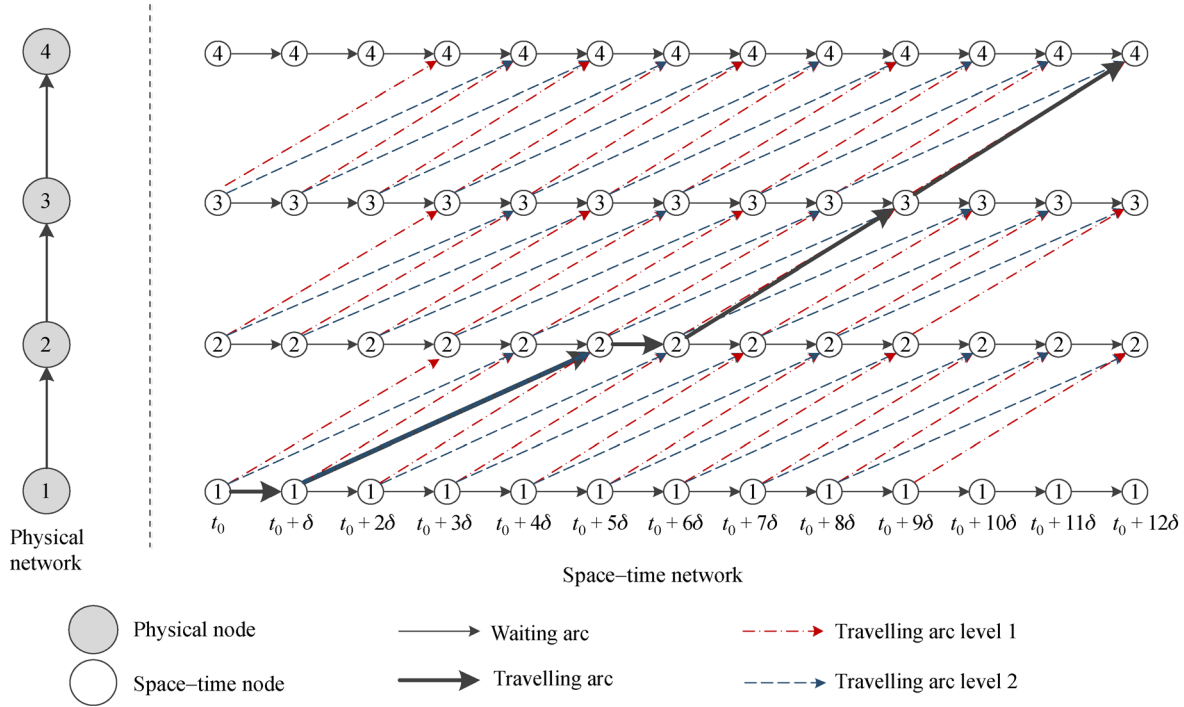 4
3
2
1
Physical
network
4 4 4 4 4 4 4 4 4 4 4 4 4
3 3 3 3 3 3 3 3 3 3 3 3 3
2 2 2 2 2 2 2 2 2 2 2 2 2
1 1 1 1 1 1 1 1 1 1 1 1 1
t0 t0 + δ t0 + 2δ t0 + 3δ t0 + 4δ t0 + 5δ t0 + 6δ t0 + 7δ t0 + 8δ t0 + 9δ t0 + 10δ t0 + 11δ t0 + 12δ
Space–time network
Physical node
Waiting arc
Travelling arc level 1
Space–time node
Travelling arc
Travelling arc level 2